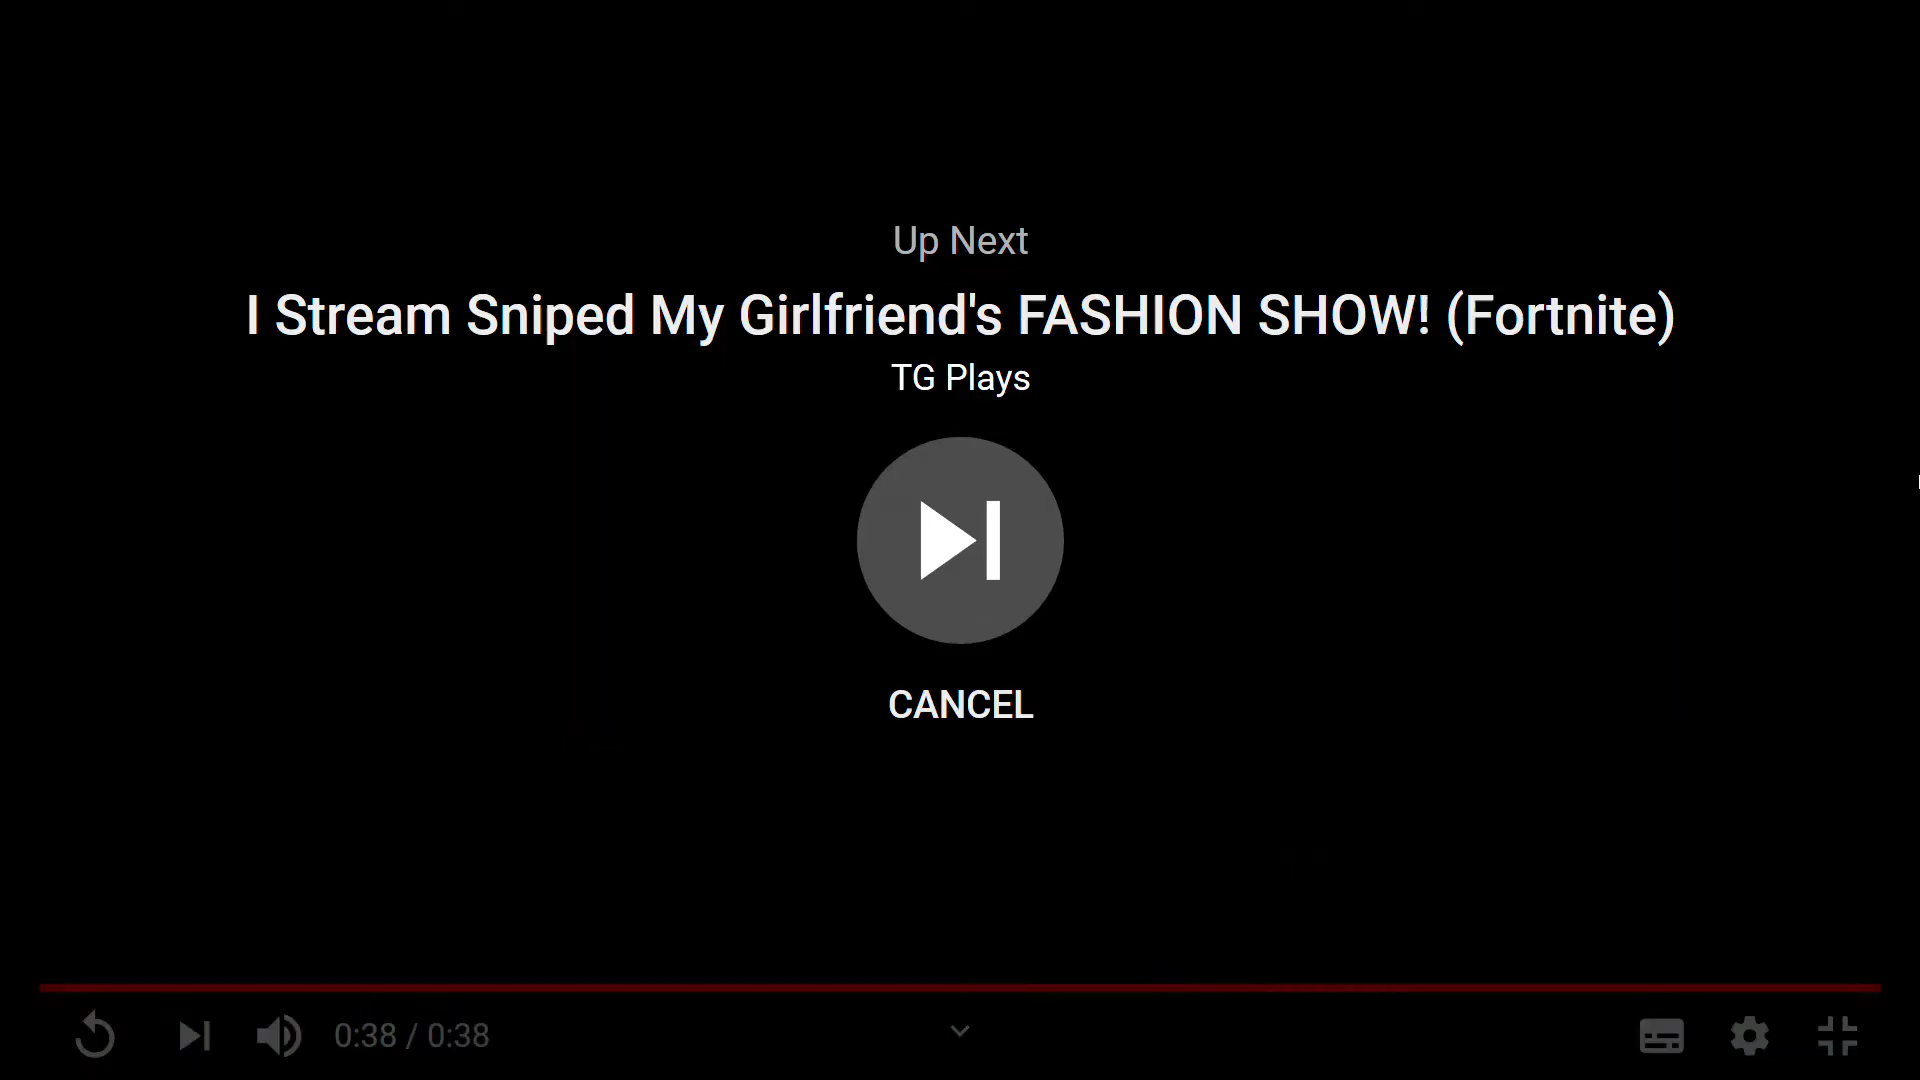 Up Next
I Stream Sniped My Girlfriend's FASHION SHOW! (Fortnite)
TG Plays
CANCEL
0:38 / 0:38